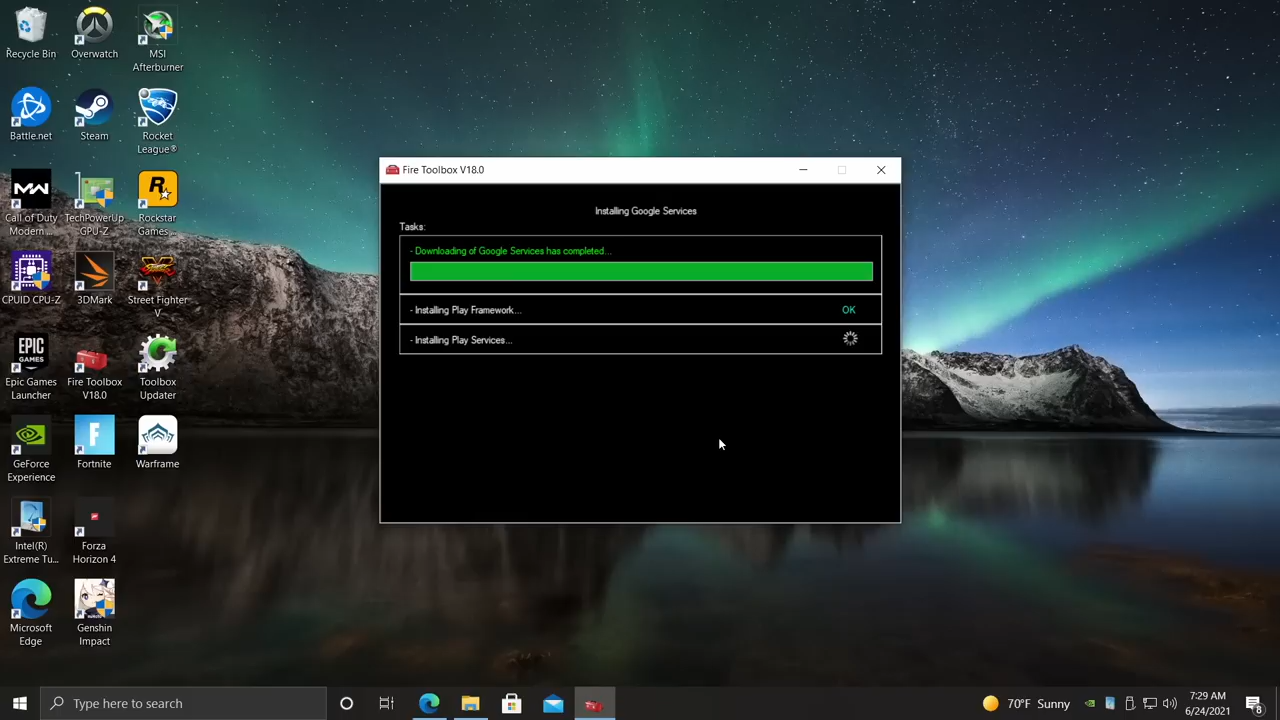 Recycle Bin
Overwatch
MSI
Afterburner
Battle.net
Steam
Rocket
League®
Call of Duty
Modern ...
TechPowerUp
GPU-Z
Rockstar
Games ...
CPUID CPU-Z
3DMark
Street Fighter
V
Epic Games
Launcher
Fire Toolbox
V18.0
Toolbox
Updater
GeForce
Experience
Fortnite
Warframe
Intel(R)
Extreme Tu...
Forza
Horizon 4
Microsoft
Edge
Genshin
Impact
Fire Toolbox V18.0
Installing Google Services
Tasks:
- Downloading of Google Services has completed...
- Installing Play Framework...
OK
- Installing Play Services...
Type here to search
70°F Sunny
7:29 AM
6/24/2021
8